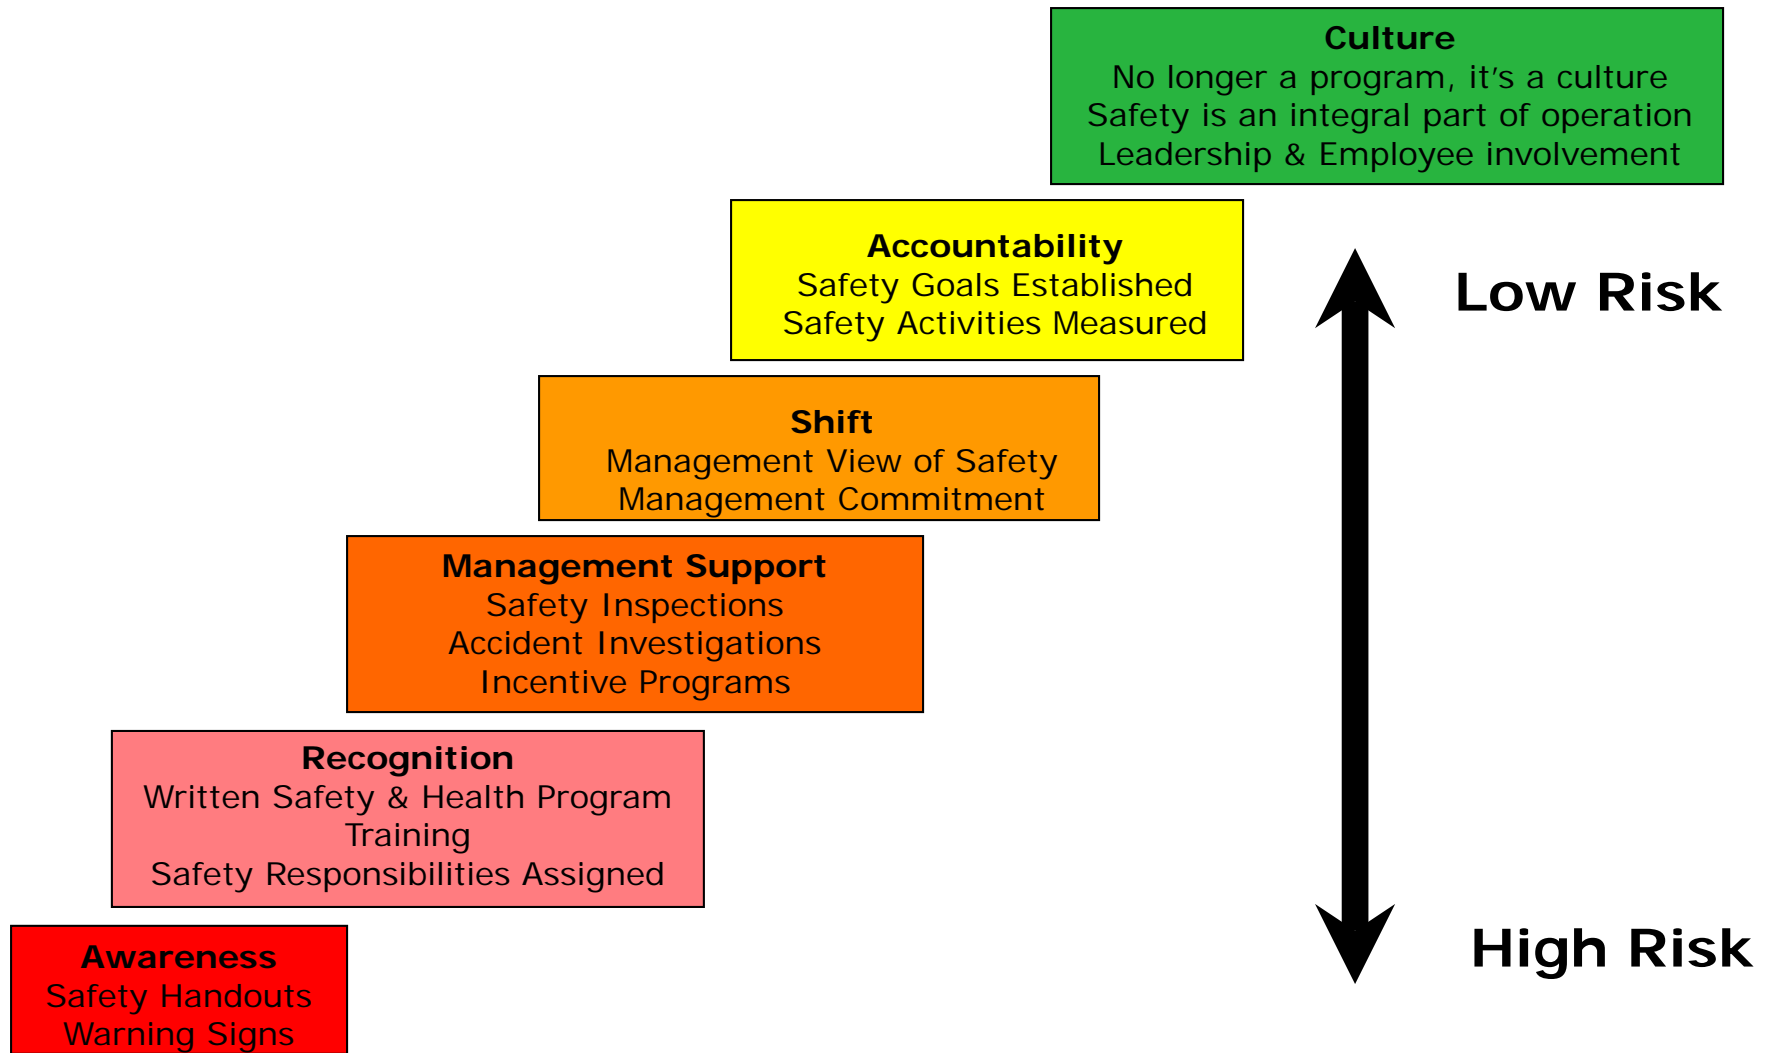 Culture
No longer a program, it's a culture
Safety is an integral part of operation
Leadership & Employee involvement
Accountability
Safety Goals Established
Safety Activities Measured
Low Risk
Shift
Management View of Safety
Management Commitment
Management Support
Safety Inspections
Accident Investigations
Incentive Programs
Recognition
Written Safety & Health Program
Training
Safety Responsibilities Assigned
High Risk
Awareness
Safety Handouts
Warning Signs